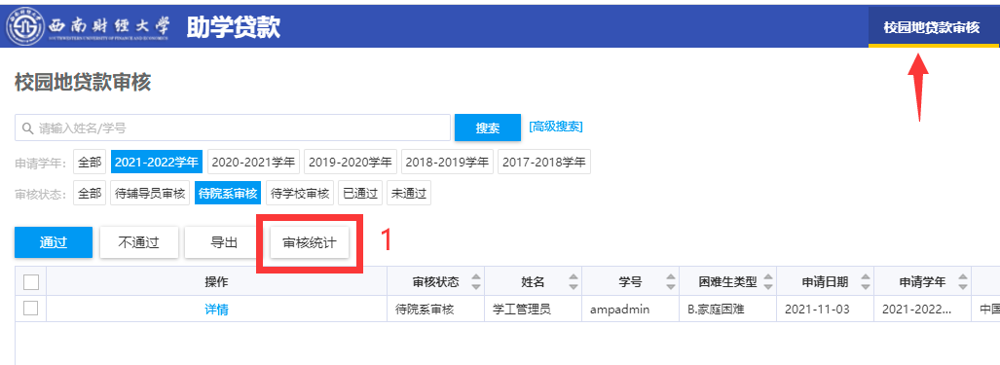 西南财经大学 助学贷款 校园地贷款审核
SOUTHWESTERN UNIVERSITY OF FINANCE AND ECONOMICS
校园地贷款审核
请输入姓名/学号 搜索 [高级搜索]
申请学年: 全部 2021-2022学年 2020-2021学年 2019-2020学年 2018-2019学年 2017-2018学年
审核状态: 全部 待辅导员审核 待院系审核 待学校审核 已通过 未通过
通过 不通过 导出 审核统计 1
操作 审核状态 姓名 学号 困难生类型 申请日期 申请学年
详情 待院系审核 学工管理员 ampadmin B.家庭困难 2021-11-03 2021-2022... 中国